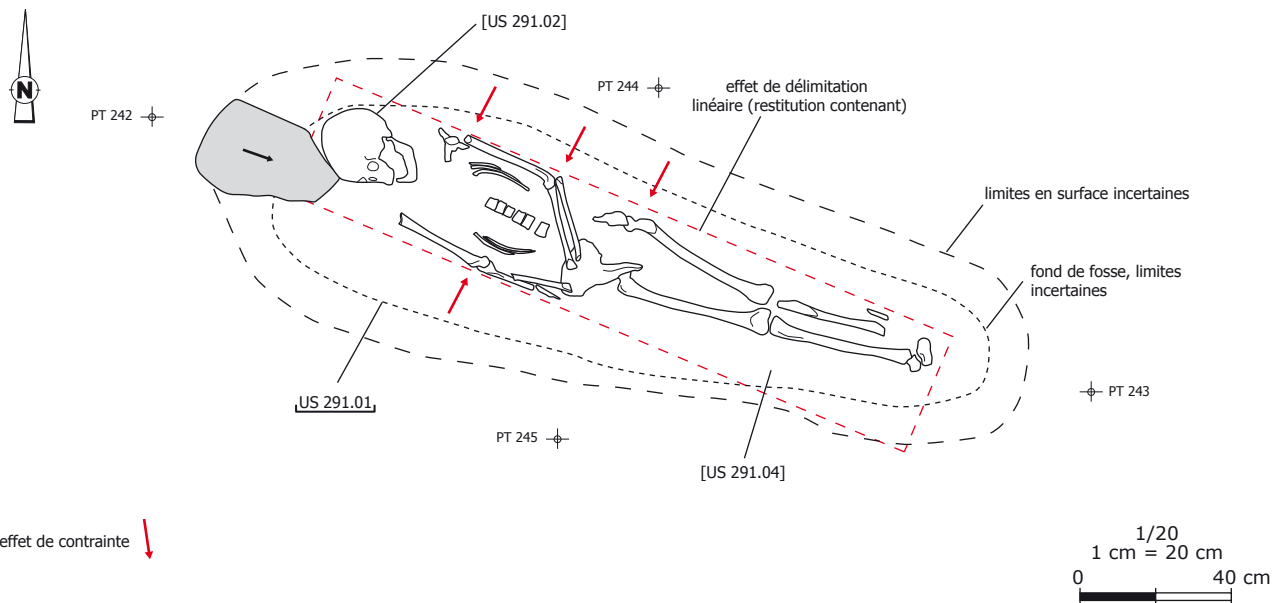 [US 291.02]
N
PT 242
PT 244
effet de délimitation
linéaire (restitution contenant)
limites en surface incertaines
fond de fosse, limites
incertaines
US 291.01
PT 243
PT 245
[US 291.04]
effet de contrainte
1/20
1 cm = 20 cm
0 40 cm